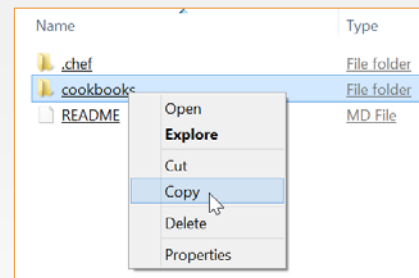 Name Type
.chef File folder
cookbooks File folder
README MD File
Open
Explore
Cut
Copy
Delete
Properties